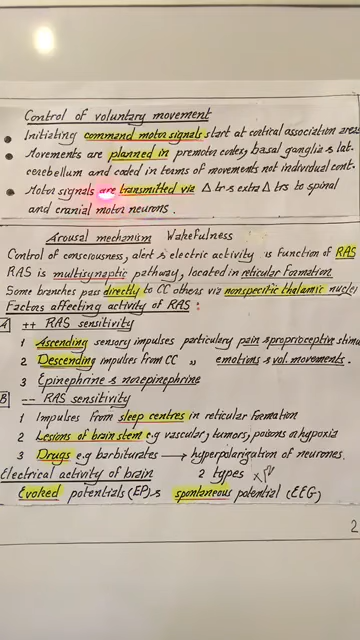 Control of voluntary movement
• Initiating command motor signals start at cortical association areas
• Movements are planned in premotor codex, basal ganglia & lat.
cerebellum and coded in terms of movements not individual cont.
• Motor signals are transmitted via Δ tr & extra Δ trs to spinal
and cranial motor neurons.
Arousal mechanism Wakefulness
Control of consciousness, alert & electric activity is function of RAS
RAS is multisynaptic pathway, located in reticular formation
Some branches pass directly to CC others via nonspecific thalamic nuclei
Factors affecting activity of RAS :
A ++ RAS sensitivity
1 Ascending sensory impulses particulary pain & proprioceptive stimu
2 Descending impulses from CC „ emotions & vol. movements.
3 Epinephrine & norepinephrine
B -- RAS sensitivity
1 Impulses from sleep centres in reticular formation
2 Lesions of brain stem e.g vascular, tumors, poisons or hypoxia
3 Drugs e.g barbiturates → hyperpolarization of neurones.
Electrical activity of brain 2 types
Evoked potentials (EP) & spontaneous potential (EEG)
2